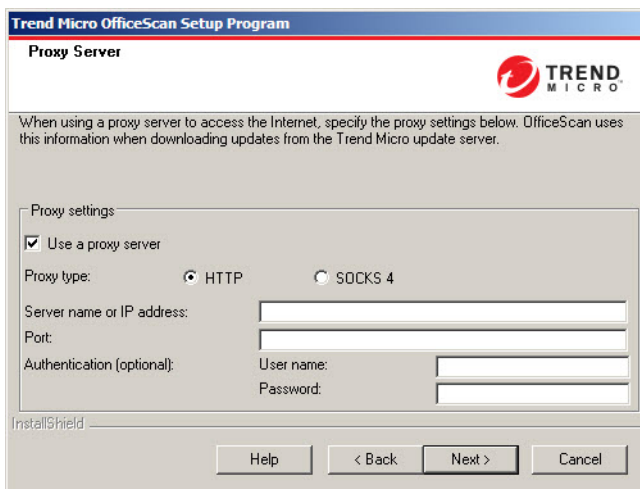 Trend Micro OfficeScan Setup Program
Proxy Server
TREND
MICRO
When using a proxy server to access the Internet, specify the proxy settings below. OfficeScan uses
this information when downloading updates from the Trend Micro update server.
Proxy settings
Use a proxy server
Proxy type:
HTTP
SOCKS 4
Server name or IP address:
Port:
Authentication (optional):
User name:
Password:
InstallShield
Help
< Back
Next >
Cancel